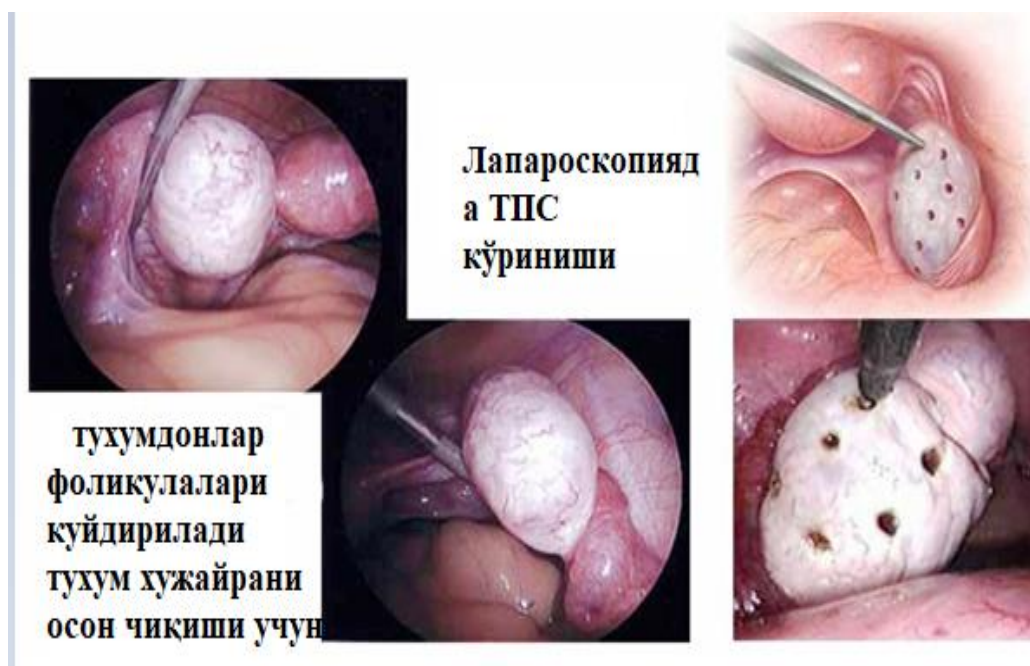 Лапароскопияд
а ТПС
кўриниши
тухумдонлар
фоликулалари
куйдирилади
тухум хужайрани
осон чиқиши учун